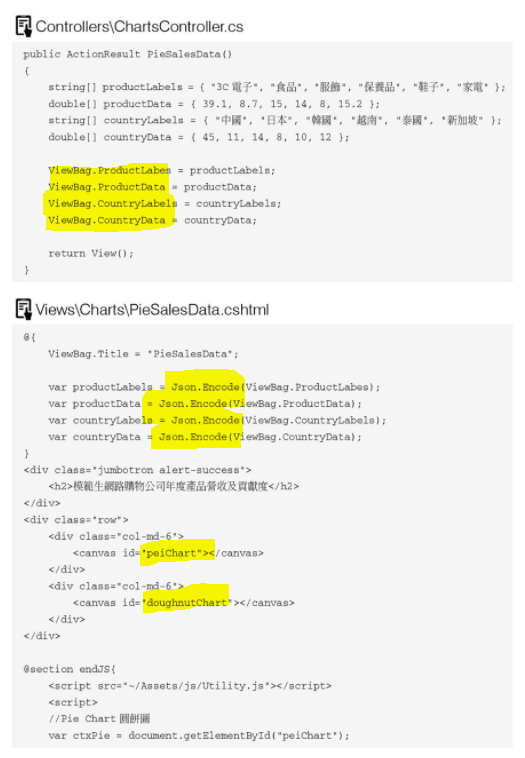 Controllers\ChartsController.cs
public ActionResult PieSalesData()
{
string[] productLabels = { "3C 電子", "食品", "服飾", "保養品", "鞋子", "家電" };
double[] productData = { 39.1, 8.7, 15, 14, 8, 15.2 };
string[] countryLabels = { "中國", "日本", "韓國", "越南", "泰國", "新加坡" };
double[] countryData = { 45, 11, 14, 8, 10, 12 };
ViewBag.ProductLabes = productLabels;
ViewBag.ProductData = productData;
ViewBag.CountryLabels = countryLabels;
ViewBag.CountryData = countryData;
return View();
}
Views\Charts\PieSalesData.cshtml
@{
ViewBag.Title = "PieSalesData";
var productLabels = Json.Encode(ViewBag.ProductLabes);
var productData = Json.Encode(ViewBag.ProductData);
var countryLabels = Json.Encode(ViewBag.CountryLabels);
var countryData = Json.Encode(ViewBag.CountryData);
}
<div class="jumbotron alert-success">
<h2>模範生網路購物公司年度產品營收及貢獻度</h2>
</div>
<div class="row">
<div class="col-md-6">
<canvas id="peiChart"></canvas>
</div>
<div class="col-md-6">
<canvas id="doughnutChart"></canvas>
</div>
</div>
@section endJS{
<script src="~/Assets/js/Utility.js"></script>
<script>
//Pie Chart 圓餅圖
var ctxPie = document.getElementById("peiChart");